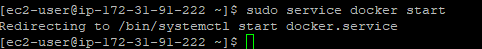 [ec2-user@ip-172-31-91-222 ~]$ sudo service docker start
Redirecting to /bin/systemctl start docker.service
[ec2-user@ip-172-31-91-222 ~]$